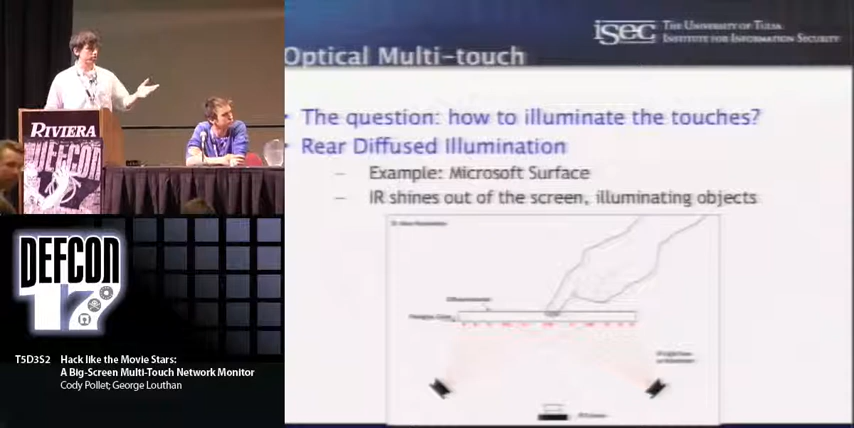 isec THE UNIVERSITY OF TULSA
INSTITUTE FOR INFORMATION SECURITY
Optical Multi-touch
The question: how to illuminate the touches?
Rear Diffused Illumination
– Example: Microsoft Surface
– IR shines out of the screen, illuminating objects
RIVIERA
DEFCON
DEFCON
17
T5D3S2 Hack like the Movie Stars:
A Big-Screen Multi-Touch Network Monitor
Cody Pollet; George Louthan